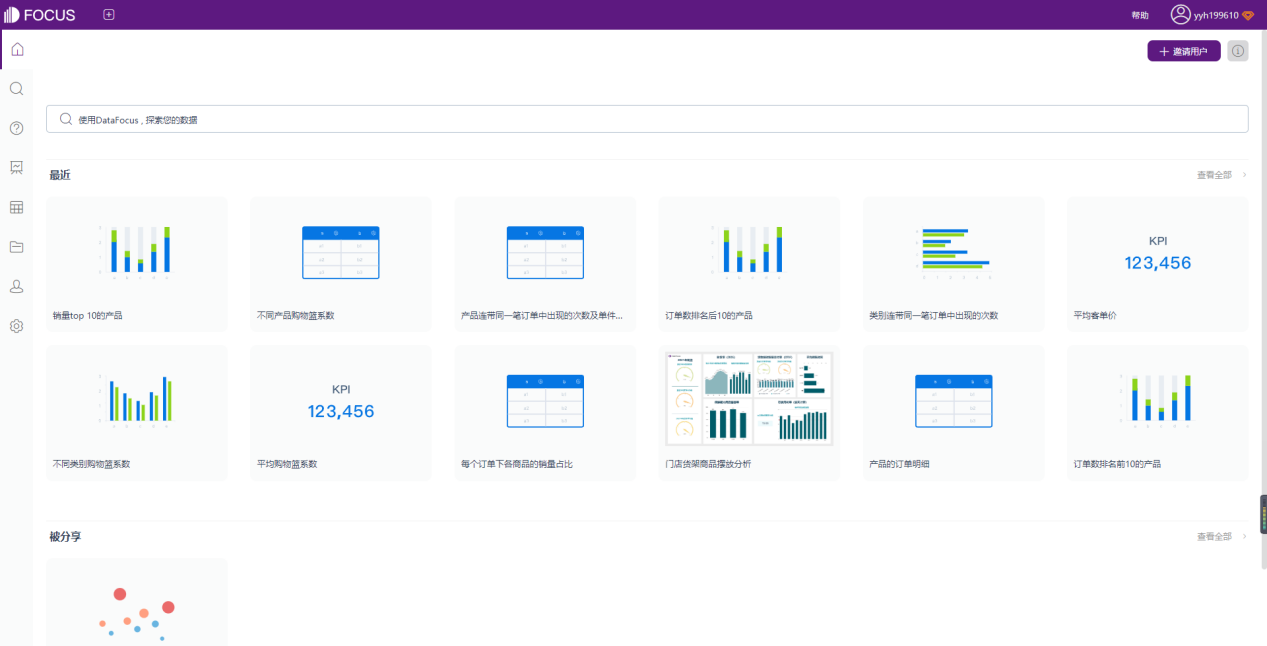 FOCUS
帮助
yyh199610
邀请用户
使用DataFocus , 探索您的数据
最近
查看全部
KPI
123,456
销量top 10的产品
不同产品购物篮系数
产品连带同一笔订单中出现的次数及单件...
订单数排名后10的产品
类别连带同一笔订单中出现的次数
平均客单价
KPI
123,456
不同类别购物篮系数
平均购物篮系数
每个订单下各商品的销量占比
门店货架商品摆放分析
产品的订单明细
订单数排名前10的产品
被分享
查看全部